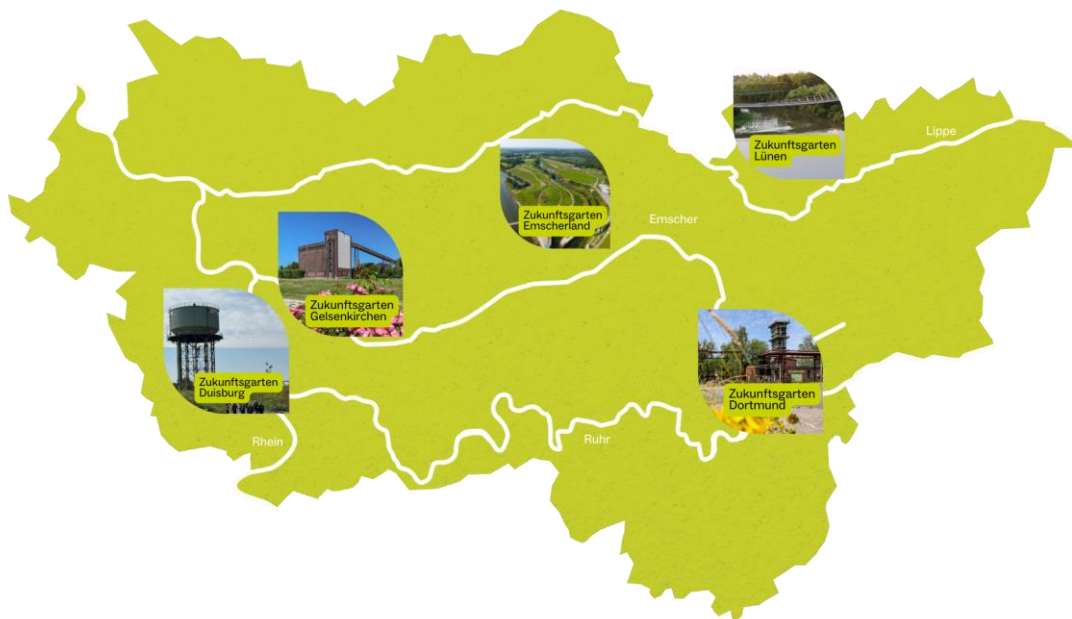 Lippe
Zukunftsgarten
Lünen
Zukunftsgarten
Emscherland
Emscher
Zukunftsgarten
Gelsenkirchen
Zukunftsgarten
Duisburg
Zukunftsgarten
Dortmund
Rhein
Ruhr